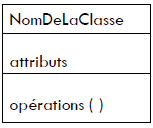 NomDeLaClasse
attributs
opérations ( )